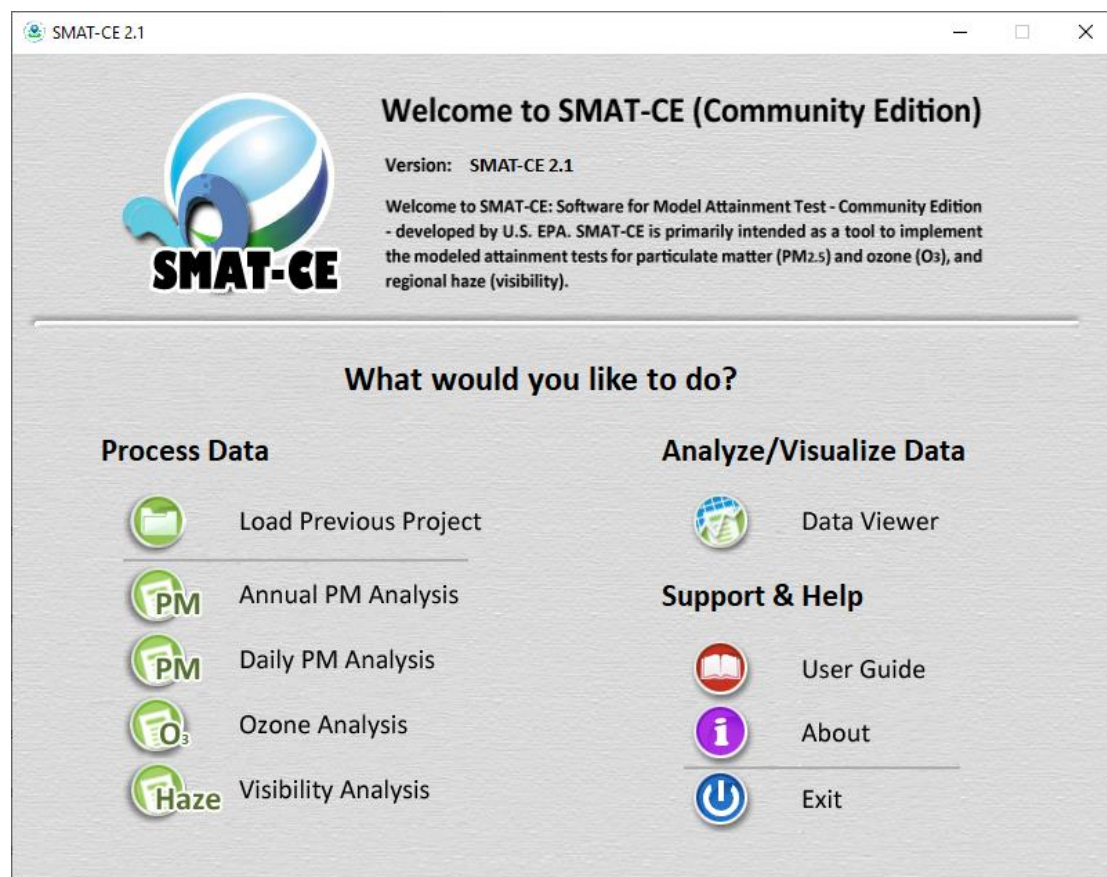 SMAT-CE 2.1
SMAT-CE
Welcome to SMAT-CE (Community Edition)
Version: SMAT-CE 2.1
Welcome to SMAT-CE: Software for Model Attainment Test - Community Edition
- developed by U.S. EPA. SMAT-CE is primarily intended as a tool to implement
the modeled attainment tests for particulate matter (PM2.5) and ozone (O3), and
regional haze (visibility).
What would you like to do?
Process Data
Load Previous Project
PM Annual PM Analysis
PM Daily PM Analysis
O3 Ozone Analysis
Haze Visibility Analysis
Analyze/Visualize Data
Data Viewer
Support & Help
User Guide
i About
Exit